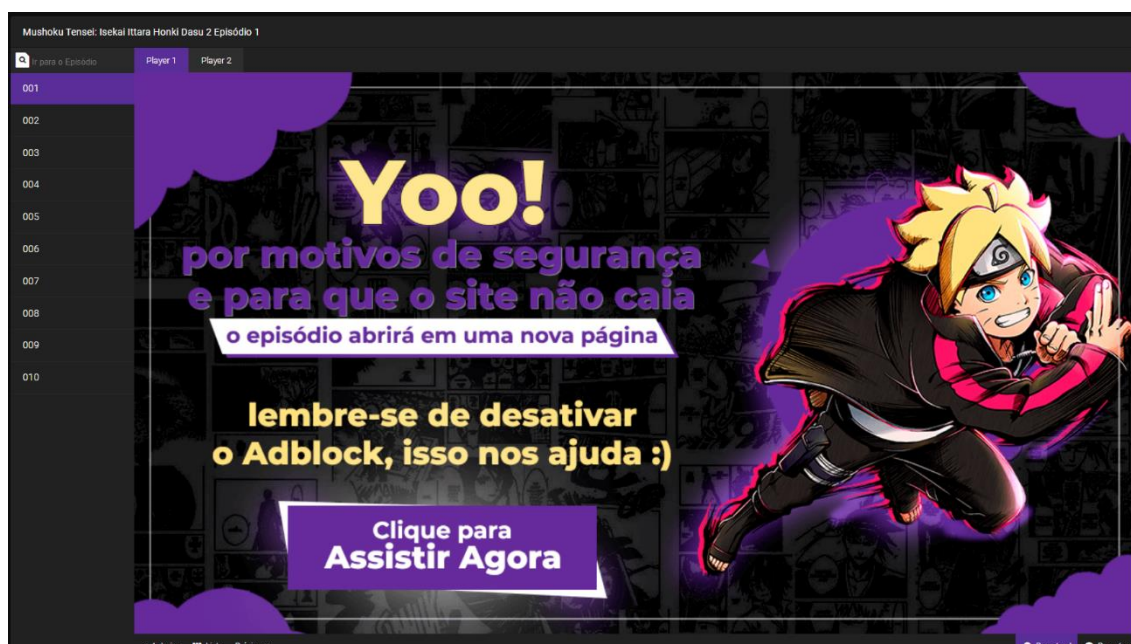 Mushoku Tensei: Isekai Ittara Honki Dasu 2 Episódio 1
Ir para o Episódio
Player 1 Player 2
001
002
003
004
005
006
007
008
009
010
Yoo!
por motivos de segurança
e para que o site não caia
o episódio abrirá em uma nova página
lembre-se de desativar
o Adblock, isso nos ajuda :)
Clique para
Assistir Agora